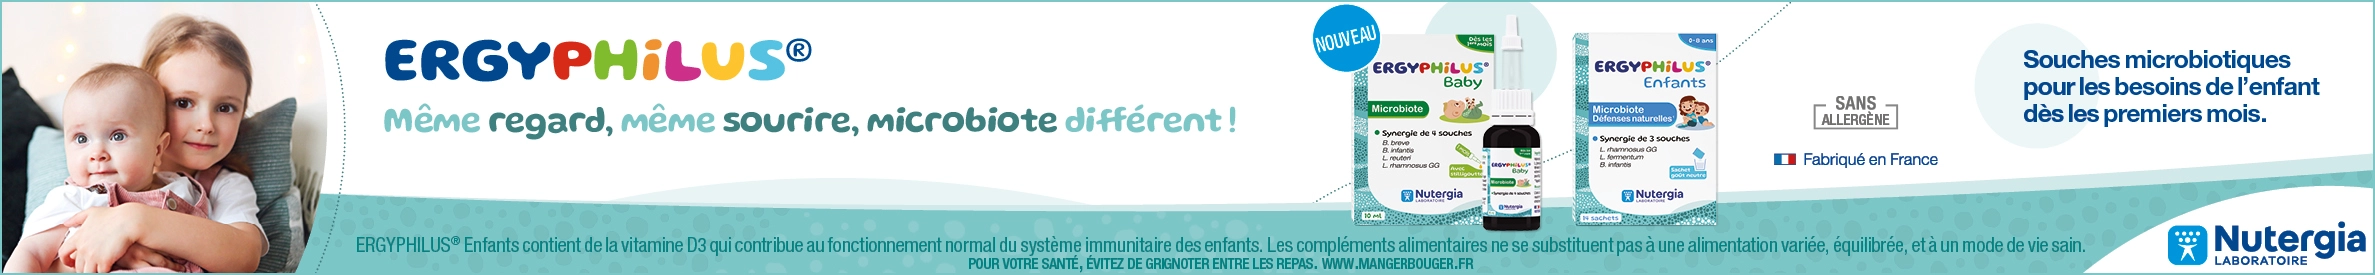 ERGYPHiLUS®
Même regard, même sourire, microbiote différent !
NOUVEAU
Dès les
1ers mois
ERGYPHiLUS®
Baby
Microbiote
Synergie de 4 souches
B. breve
B. infantis
L. reuteri
L. rhamnosus GG
Avec
stilligoutte
Nutergia
LABORATOIRE
10 ml
ERGYPHiLUS®
Baby
Microbiote
Synergie de 4 souches
Nutergia
0-8 ans
ERGYPHiLUS®
Enfants
Microbiote
Défenses naturelles
Synergie de 3 souches
L. rhamnosus GG
L. fermentum
B. infantis
Sachet
goût neutre
Nutergia
LABORATOIRE
14 sachets
SANS
ALLERGÈNE
Fabriqué en France
Souches microbiotiques
pour les besoins de l’enfant
dès les premiers mois.
ERGYPHILUS® Enfants contient de la vitamine D3 qui contribue au fonctionnement normal du système immunitaire des enfants. Les compléments alimentaires ne se substituent pas à une alimentation variée, équilibrée, et à un mode de vie sain.
POUR VOTRE SANTÉ, ÉVITEZ DE GRIGNOTER ENTRE LES REPAS. WWW.MANGERBOUGER.FR
Nutergia
LABORATOIRE